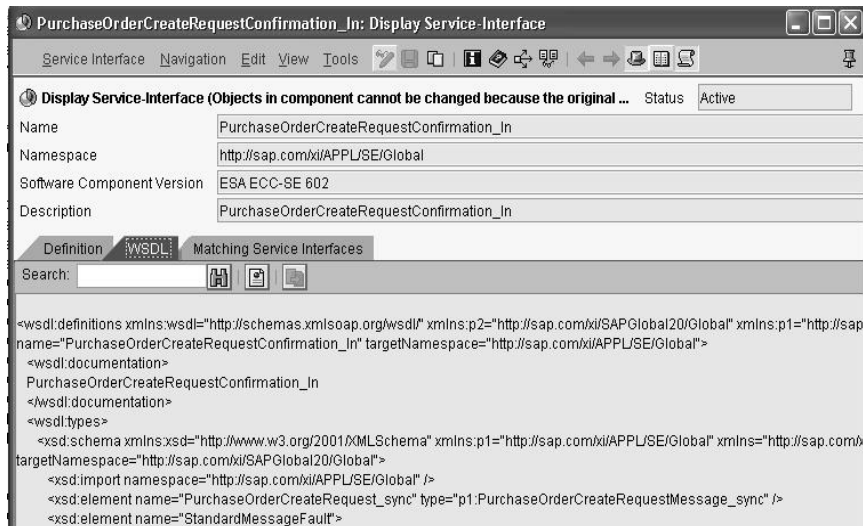 PurchaseOrderCreateRequestConfirmation_In: Display Service-Interface
Service Interface Navigation Edit View Tools
Display Service-Interface (Objects in component cannot be changed because the original ... Status Active
Name PurchaseOrderCreateRequestConfirmation_In
Namespace http://sap.com/xi/APPL/SE/Global
Software Component Version ESA ECC-SE 602
Description PurchaseOrderCreateRequestConfirmation_In
Definition WSDL Matching Service Interfaces
Search:
<wsdl:definitions xmlns:wsdl="http://schemas.xmlsoap.org/wsdl/" xmlns:p2="http://sap.com/xi/SAPGlobal20/Global" xmlns:p1="http://sap
name="PurchaseOrderCreateRequestConfirmation_In" targetNamespace="http://sap.com/xi/APPL/SE/Global">
<wsdl:documentation>
PurchaseOrderCreateRequestConfirmation_In
</wsdl:documentation>
<wsdl:types>
<xsd:schema xmlns:xsd="http://www.w3.org/2001/XMLSchema" xmlns:p1="http://sap.com/xi/APPL/SE/Global" xmlns="http://sap.com/x
targetNamespace="http://sap.com/xi/SAPGlobal20/Global">
<xsd:import namespace="http://sap.com/xi/APPL/SE/Global" />
<xsd:element name="PurchaseOrderCreateRequest_sync" type="p1:PurchaseOrderCreateRequestMessage_sync" />
<xsd:element name="StandardMessageFault">